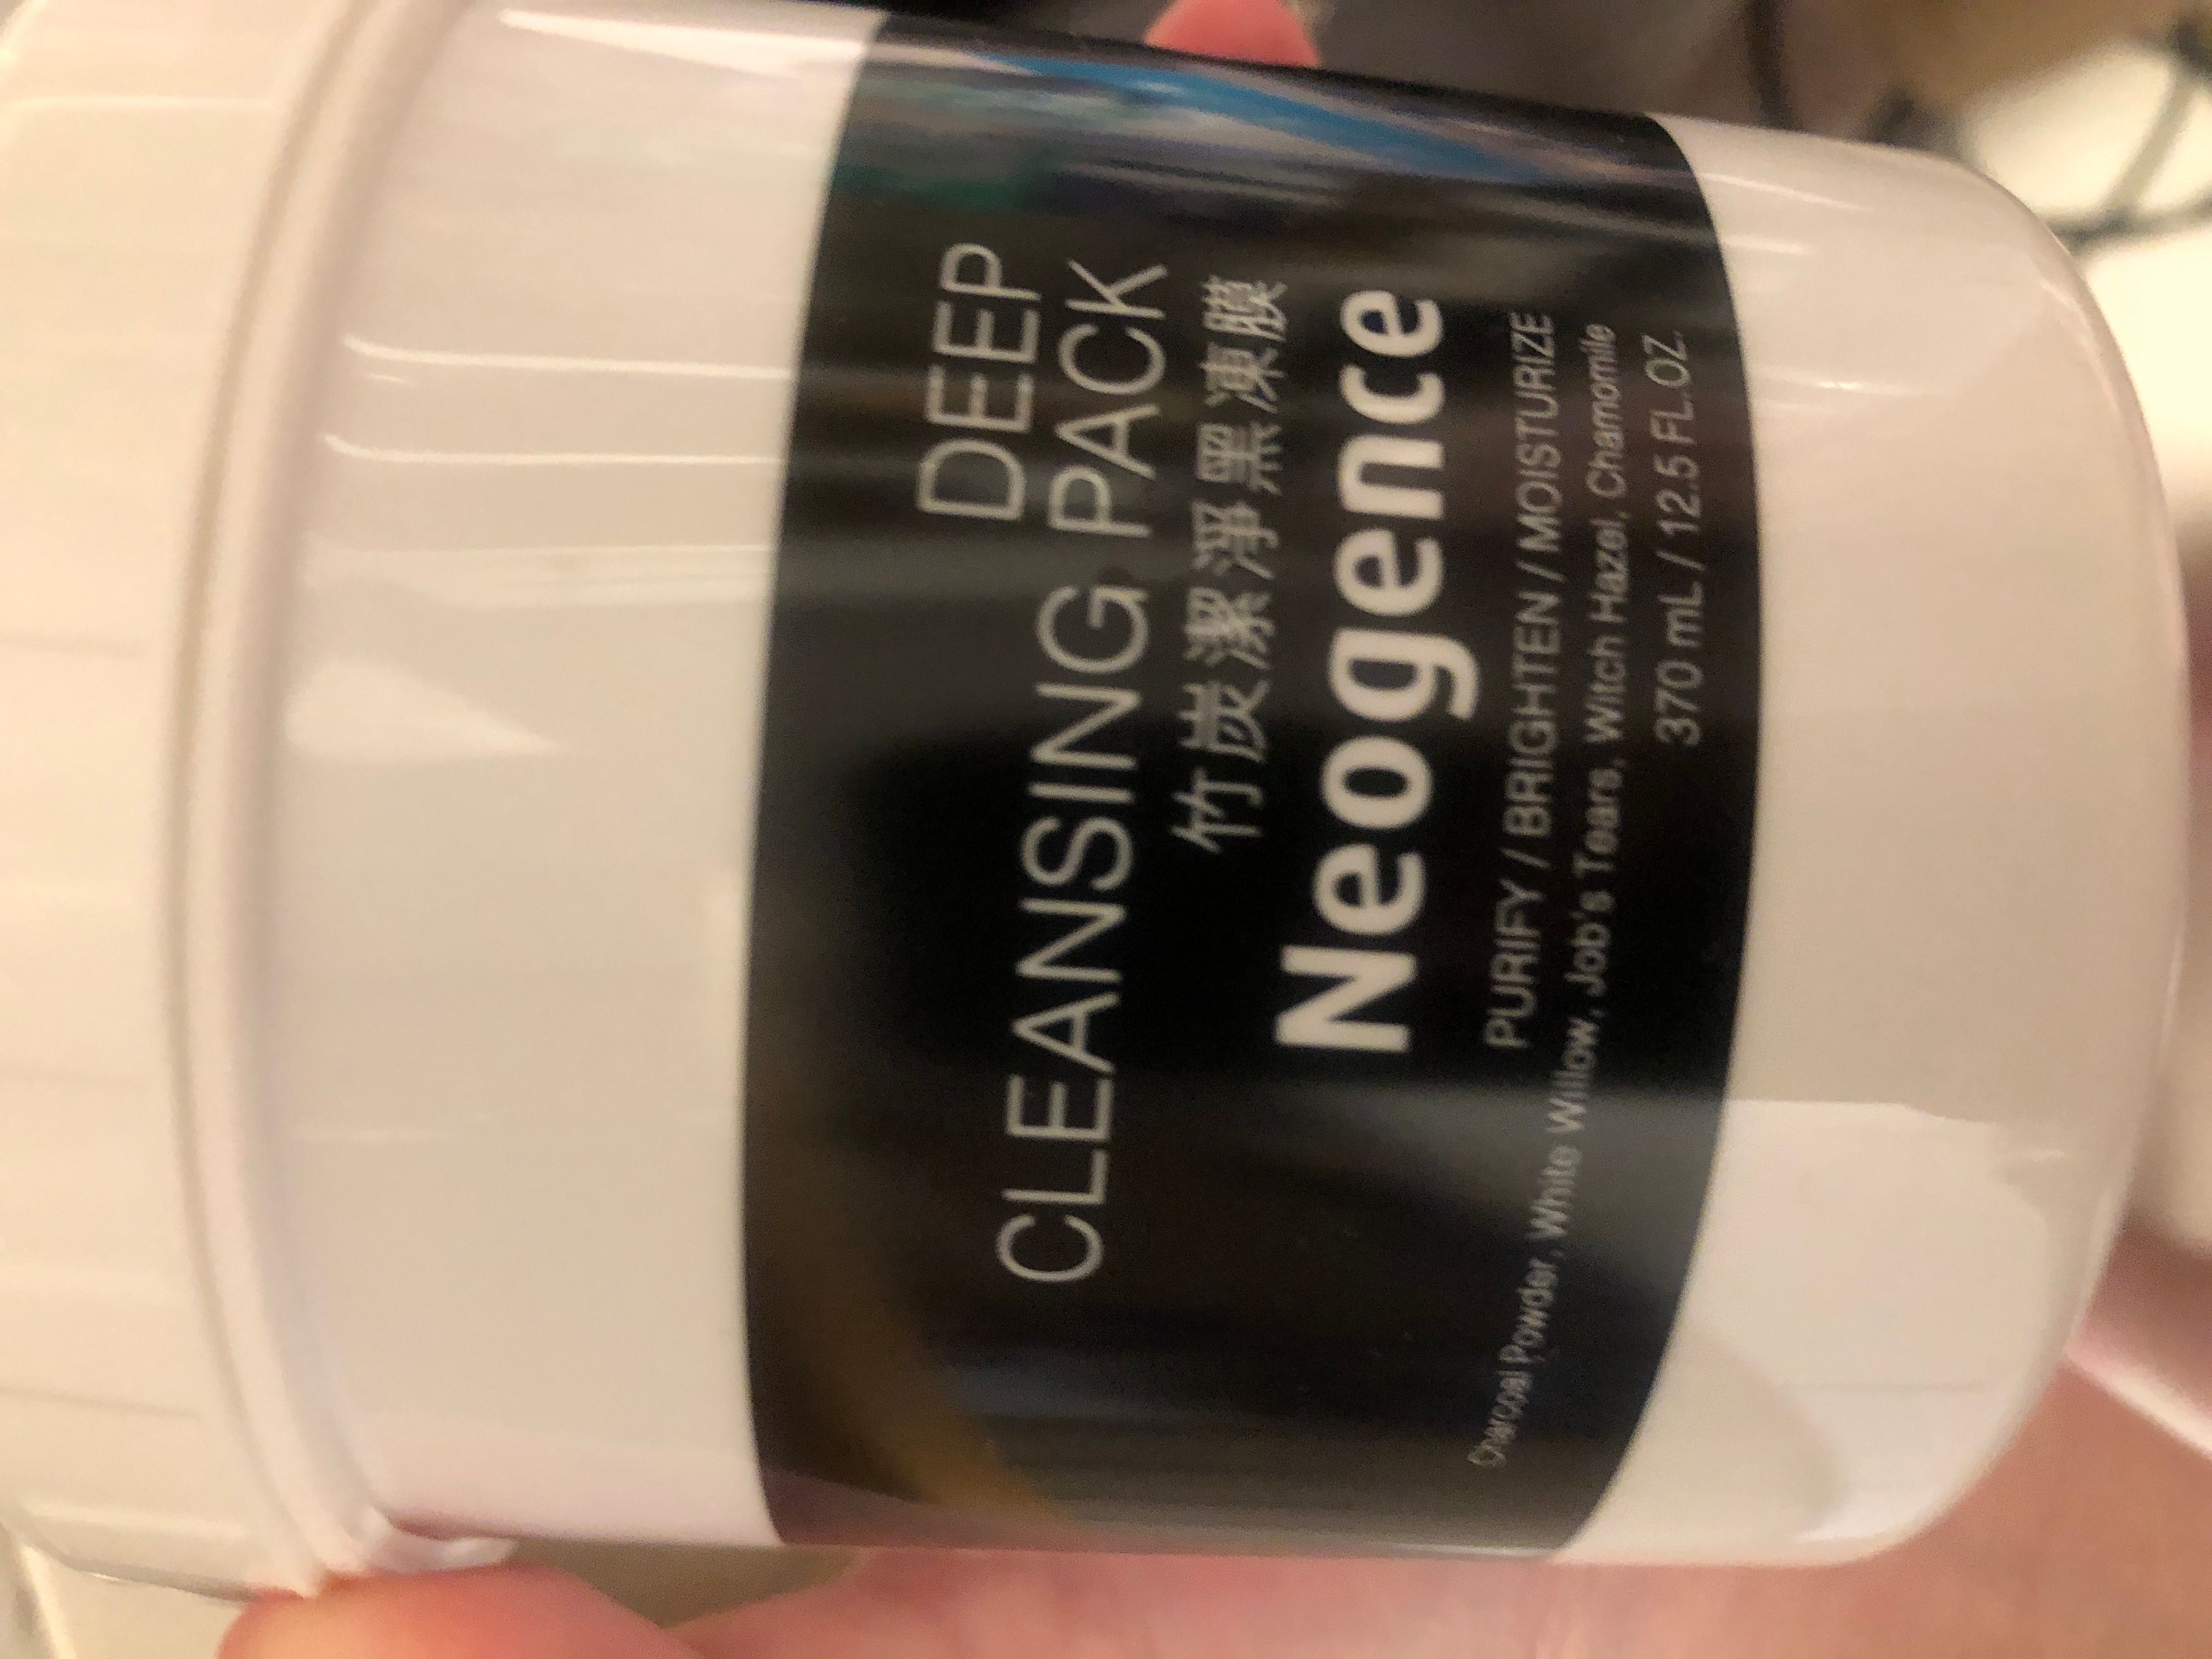 DEEP
CLEANSING PACK
竹炭潔淨黑凍膜
Neogence
PURIFY / BRIGHTEN / MOISTURIZE
Charcoal Powder, White Willow, Job's Tears, Witch Hazel, Chamomile
370 mL / 12.5 FL.OZ.